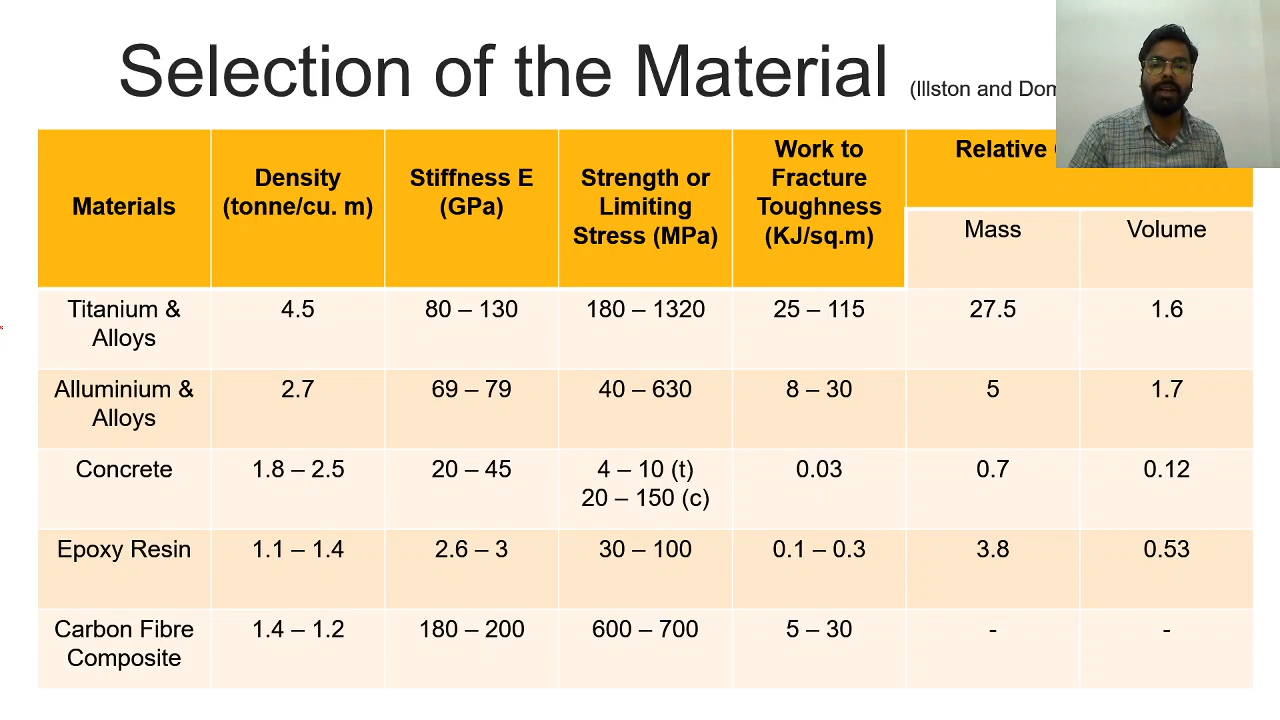 Selection of the Material (Illston and
Materials
Density
(tonne/cu. m)
Stiffness E
(GPa)
Strength or
Limiting
Stress (MPa)
Work to
Fracture
Toughness
(KJ/sq.m)
Relative
Mass
Volume
Titanium &
Alloys
4.5
80 – 130
180 – 1320
25 – 115
27.5
1.6
Alluminium &
Alloys
2.7
69 – 79
40 – 630
8 – 30
5
1.7
Concrete
1.8 – 2.5
20 – 45
4 – 10 (t)
20 – 150 (c)
0.03
0.7
0.12
Epoxy Resin
1.1 – 1.4
2.6 – 3
30 – 100
0.1 – 0.3
3.8
0.53
Carbon Fibre
Composite
1.4 – 1.2
180 – 200
600 – 700
5 – 30
-
-